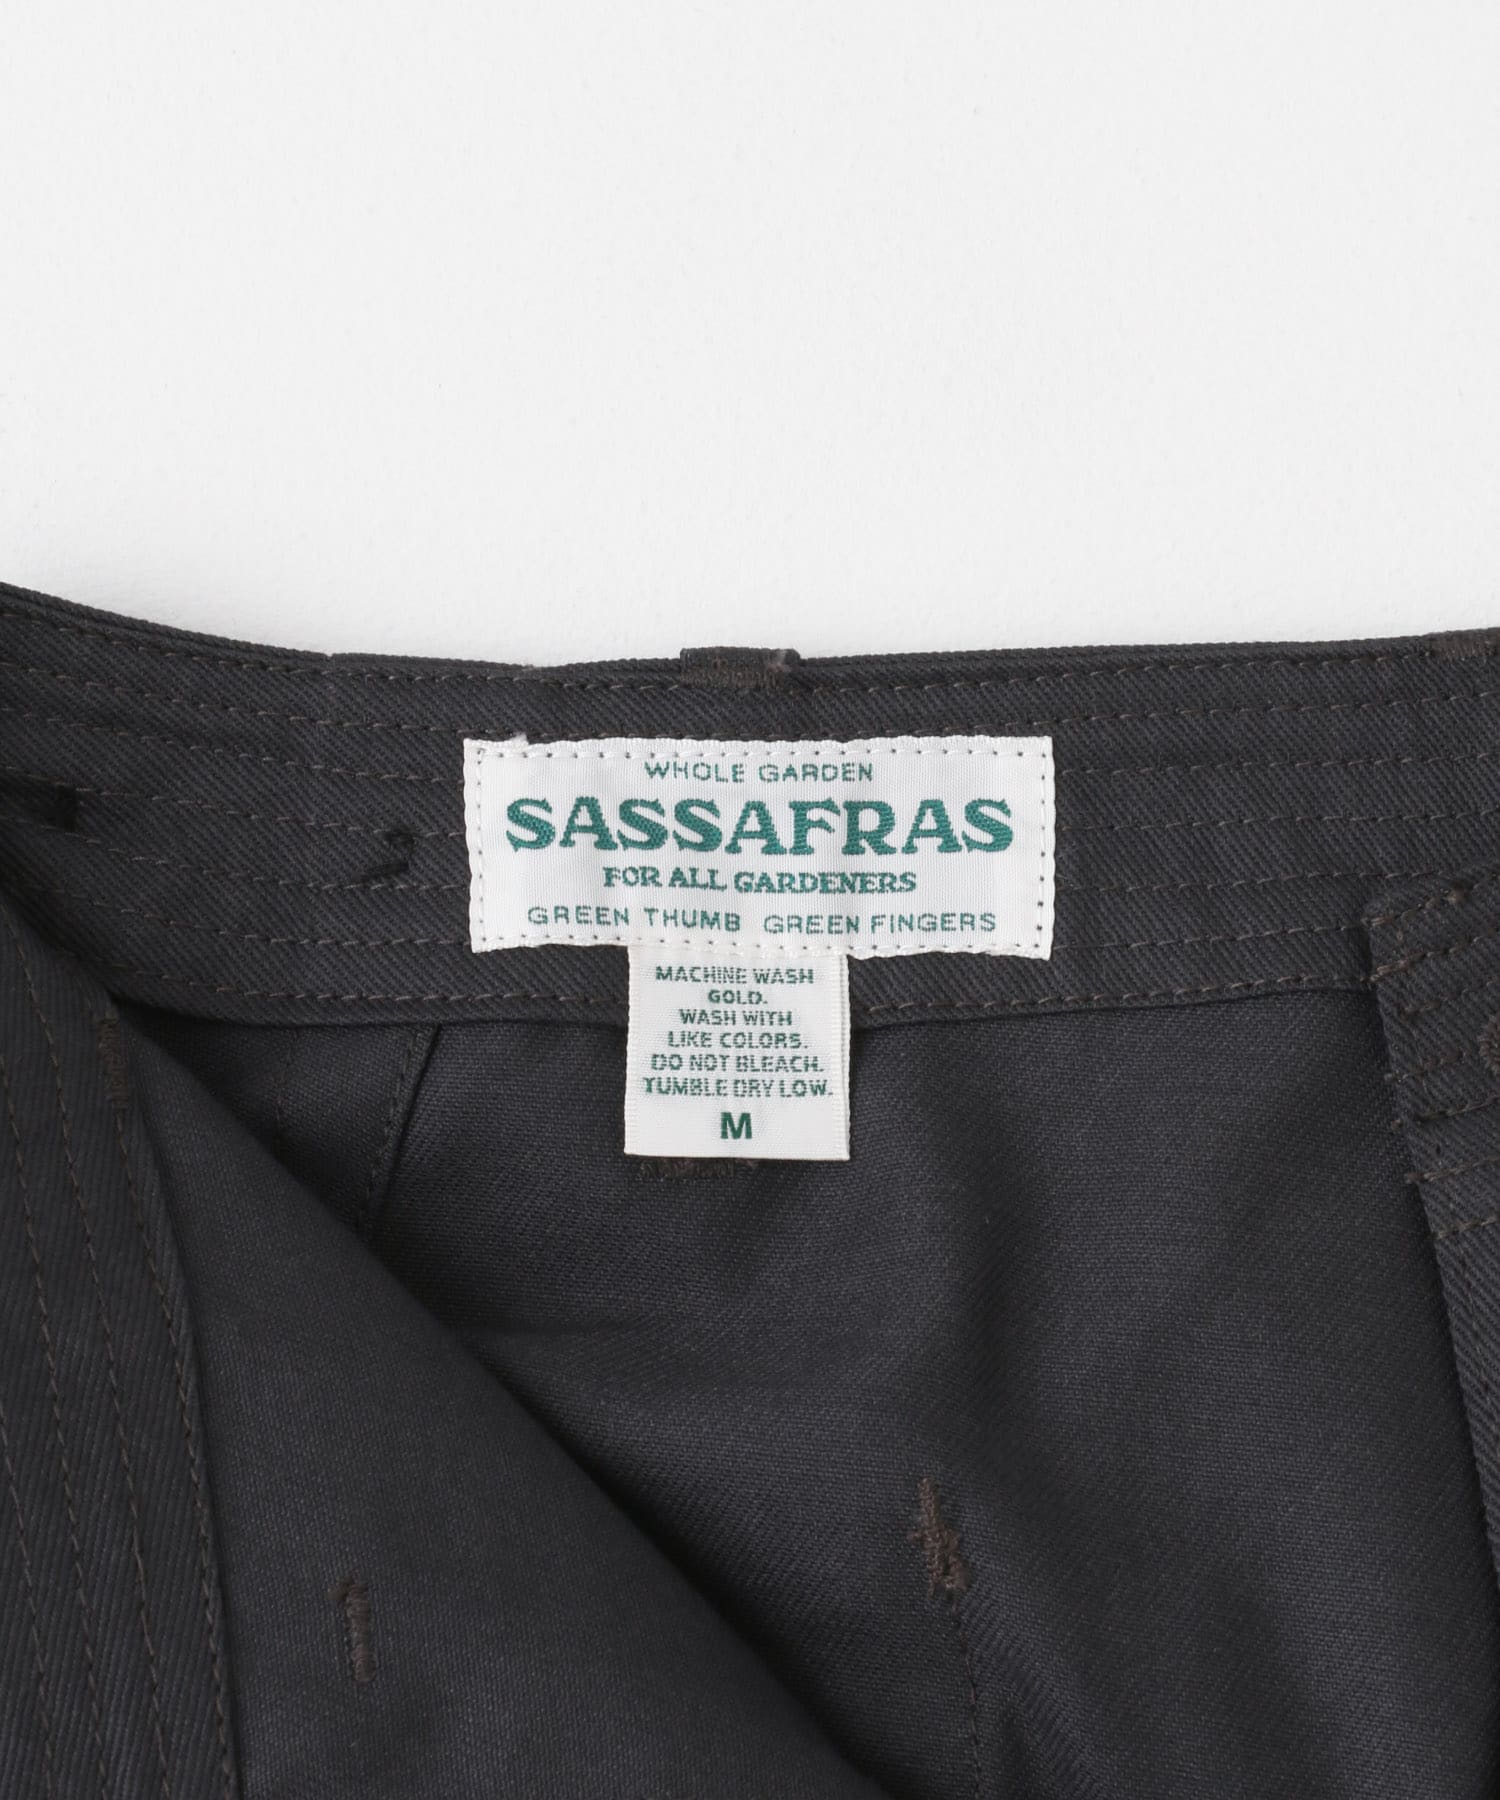 WHOLE GARDEN
SASSAFRAS
FOR ALL GARDENERS
GREEN THUMB GREEN FINGERS
MACHINE WASH
GOLD.
WASH WITH
LIKE COLORS.
DO NOT BLEACH.
TUMBLE DRY LOW.
M